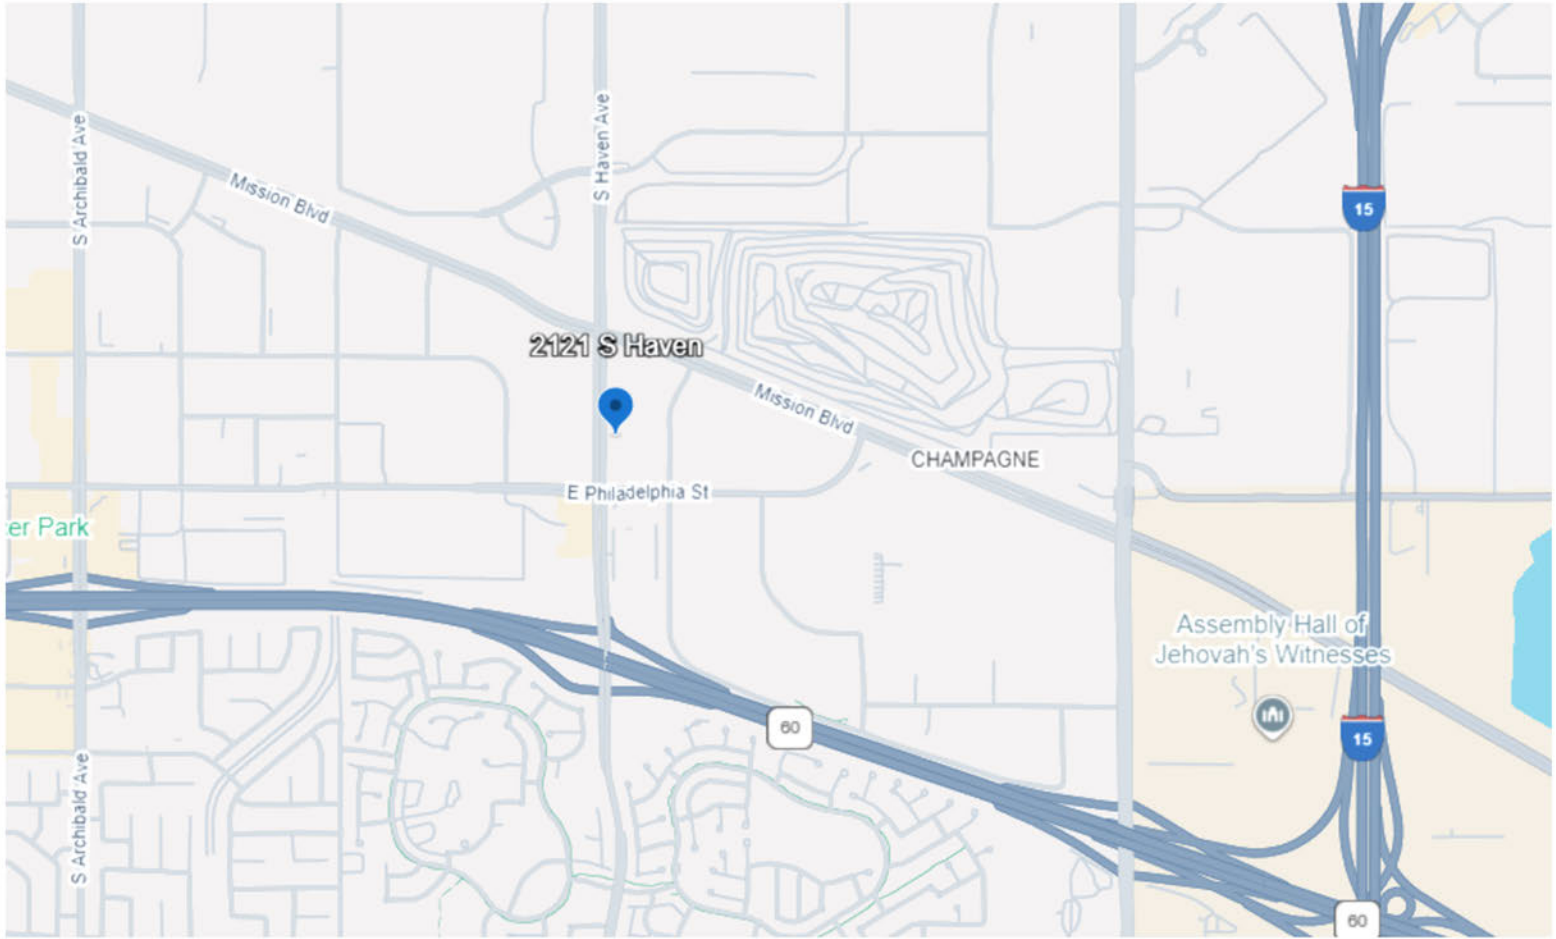 S Archibald Ave
S Haven Ave
Mission Blvd
15
2121 S Haven
Mission Blvd
CHAMPAGNE
E Philadelphia St
ter Park
Assembly Hall of
Jehovah's Witnesses
60
15
S Archibald Ave
60